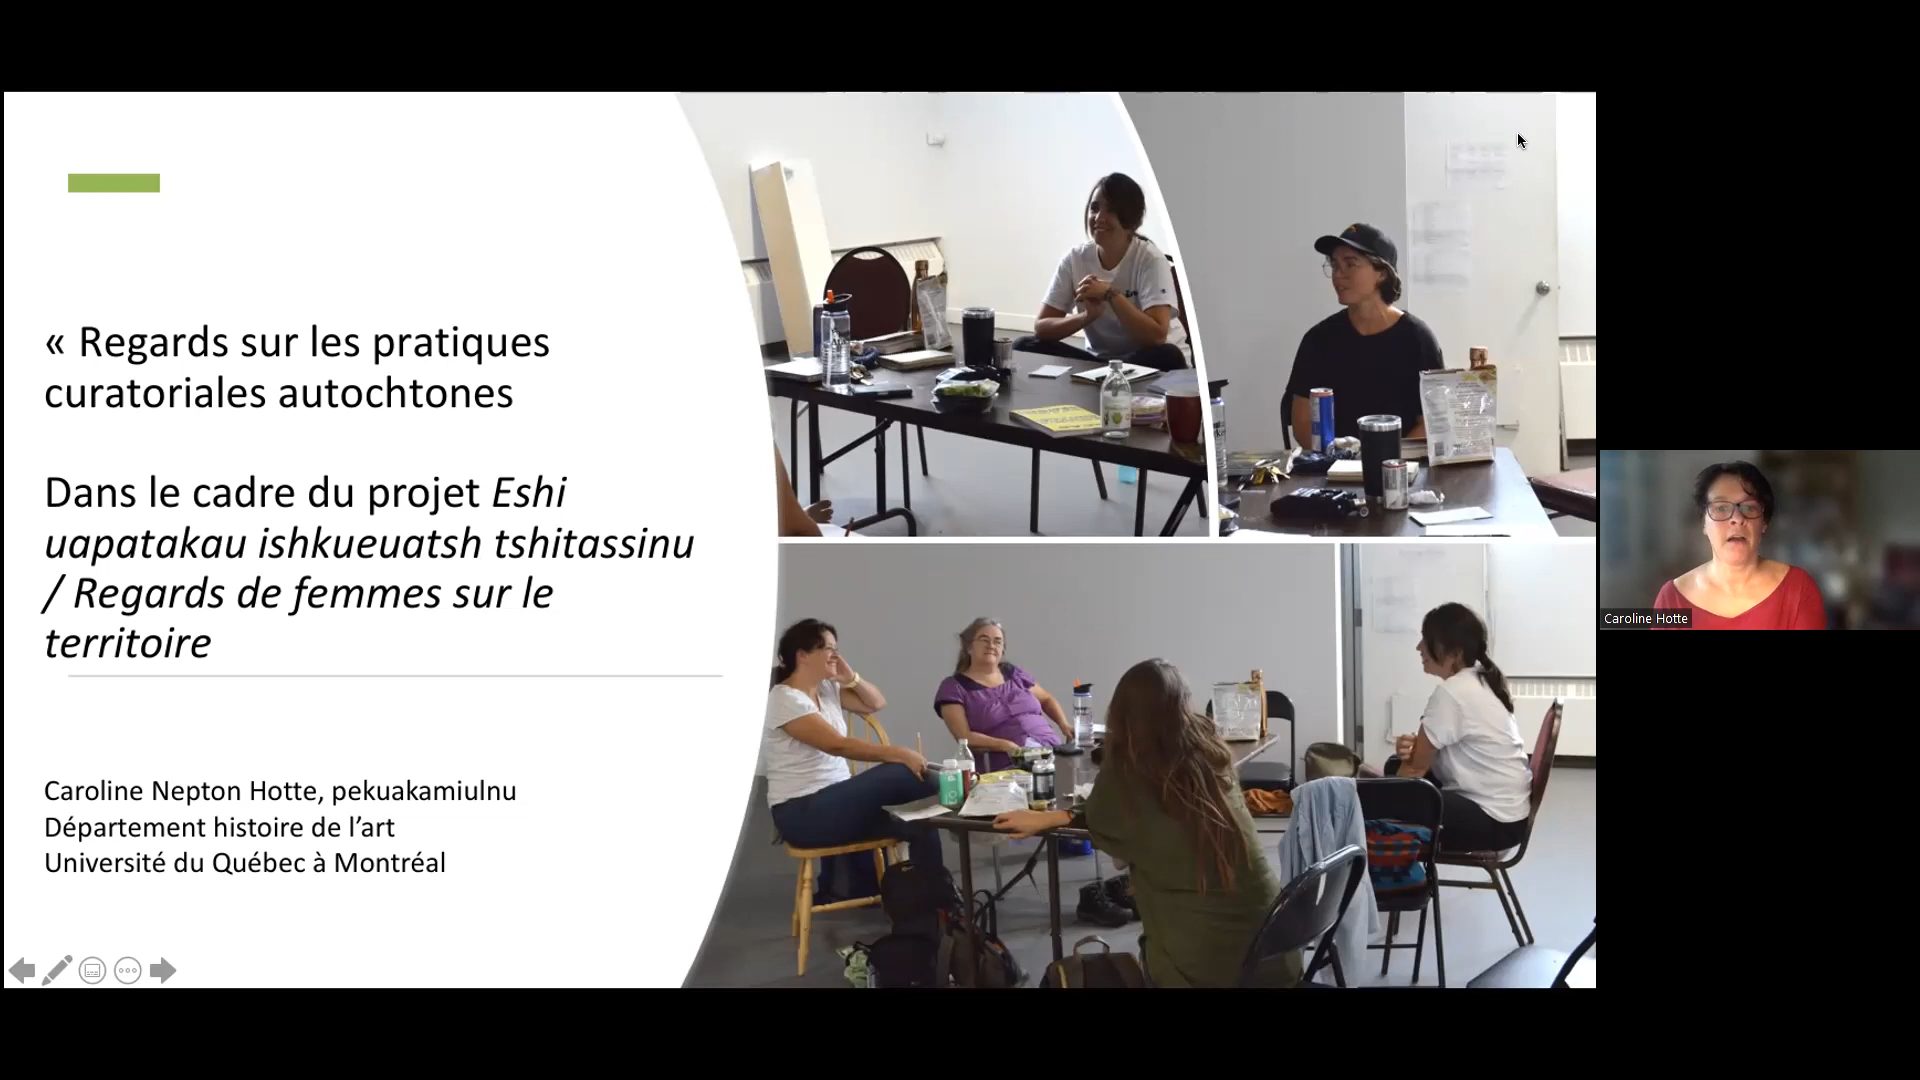 « Regards sur les pratiques
curatoriales autochtones
Dans le cadre du projet Eshi
uapatakau ishkueuatsh tshitassinu
/ Regards de femmes sur le
territoire
Caroline Nepton Hotte, pekuakamiulnu
Département histoire de l’art
Université du Québec à Montréal
Caroline Hotte